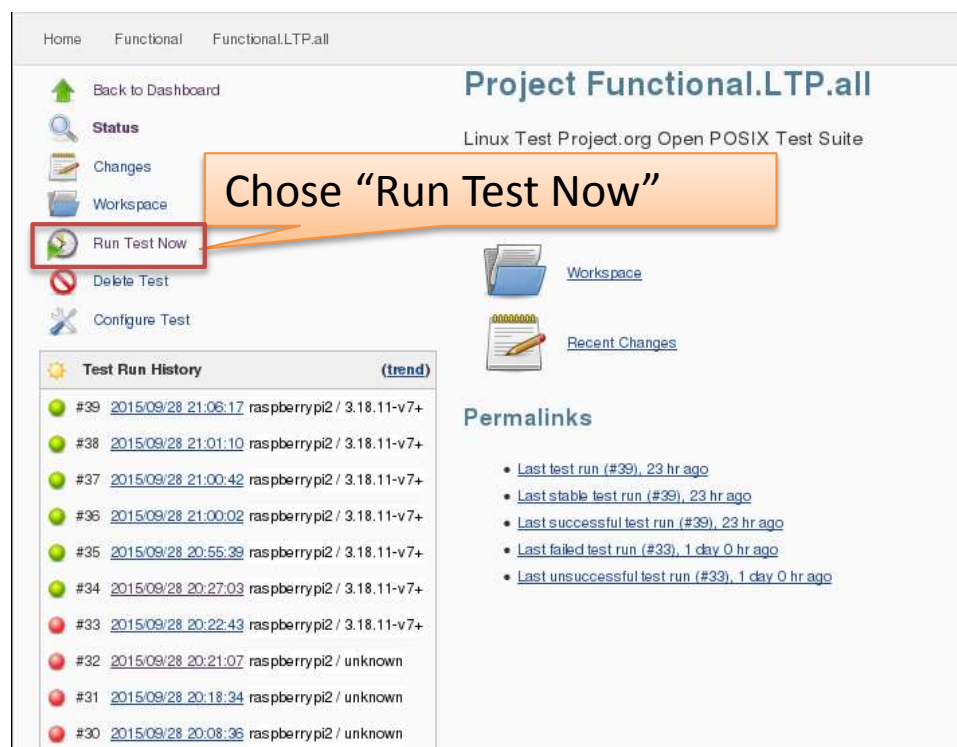 Home Functional Functional.LTP.all
Back to Dashboard
Status
Changes
Workspace
Run Test Now
Delete Test
Configure Test
Project Functional.LTP.all
Linux Test Project.org Open POSIX Test Suite
Chose “Run Test Now”
Workspace
Recent Changes
Test Run History (trend)
#39 2015/09/28 21:06:17 raspberrypi2 / 3.18.11-v7+
#38 2015/09/28 21:01:10 raspberrypi2 / 3.18.11-v7+
#37 2015/09/28 21:00:42 raspberrypi2 / 3.18.11-v7+
#36 2015/09/28 21:00:02 raspberrypi2 / 3.18.11-v7+
#35 2015/09/28 20:55:39 raspberrypi2 / 3.18.11-v7+
#34 2015/09/28 20:27:03 raspberrypi2 / 3.18.11-v7+
#33 2015/09/28 20:22:43 raspberrypi2 / 3.18.11-v7+
#32 2015/09/28 20:21:07 raspberrypi2 / unknown
#31 2015/09/28 20:18:34 raspberrypi2 / unknown
#30 2015/09/28 20:08:36 raspberrypi2 / unknown
Permalinks
Last test run (#39), 23 hr ago
Last stable test run (#39), 23 hr ago
Last successful test run (#39), 23 hr ago
Last failed test run (#33), 1 day 0 hr ago
Last unsuccessful test run (#33), 1 day 0 hr ago